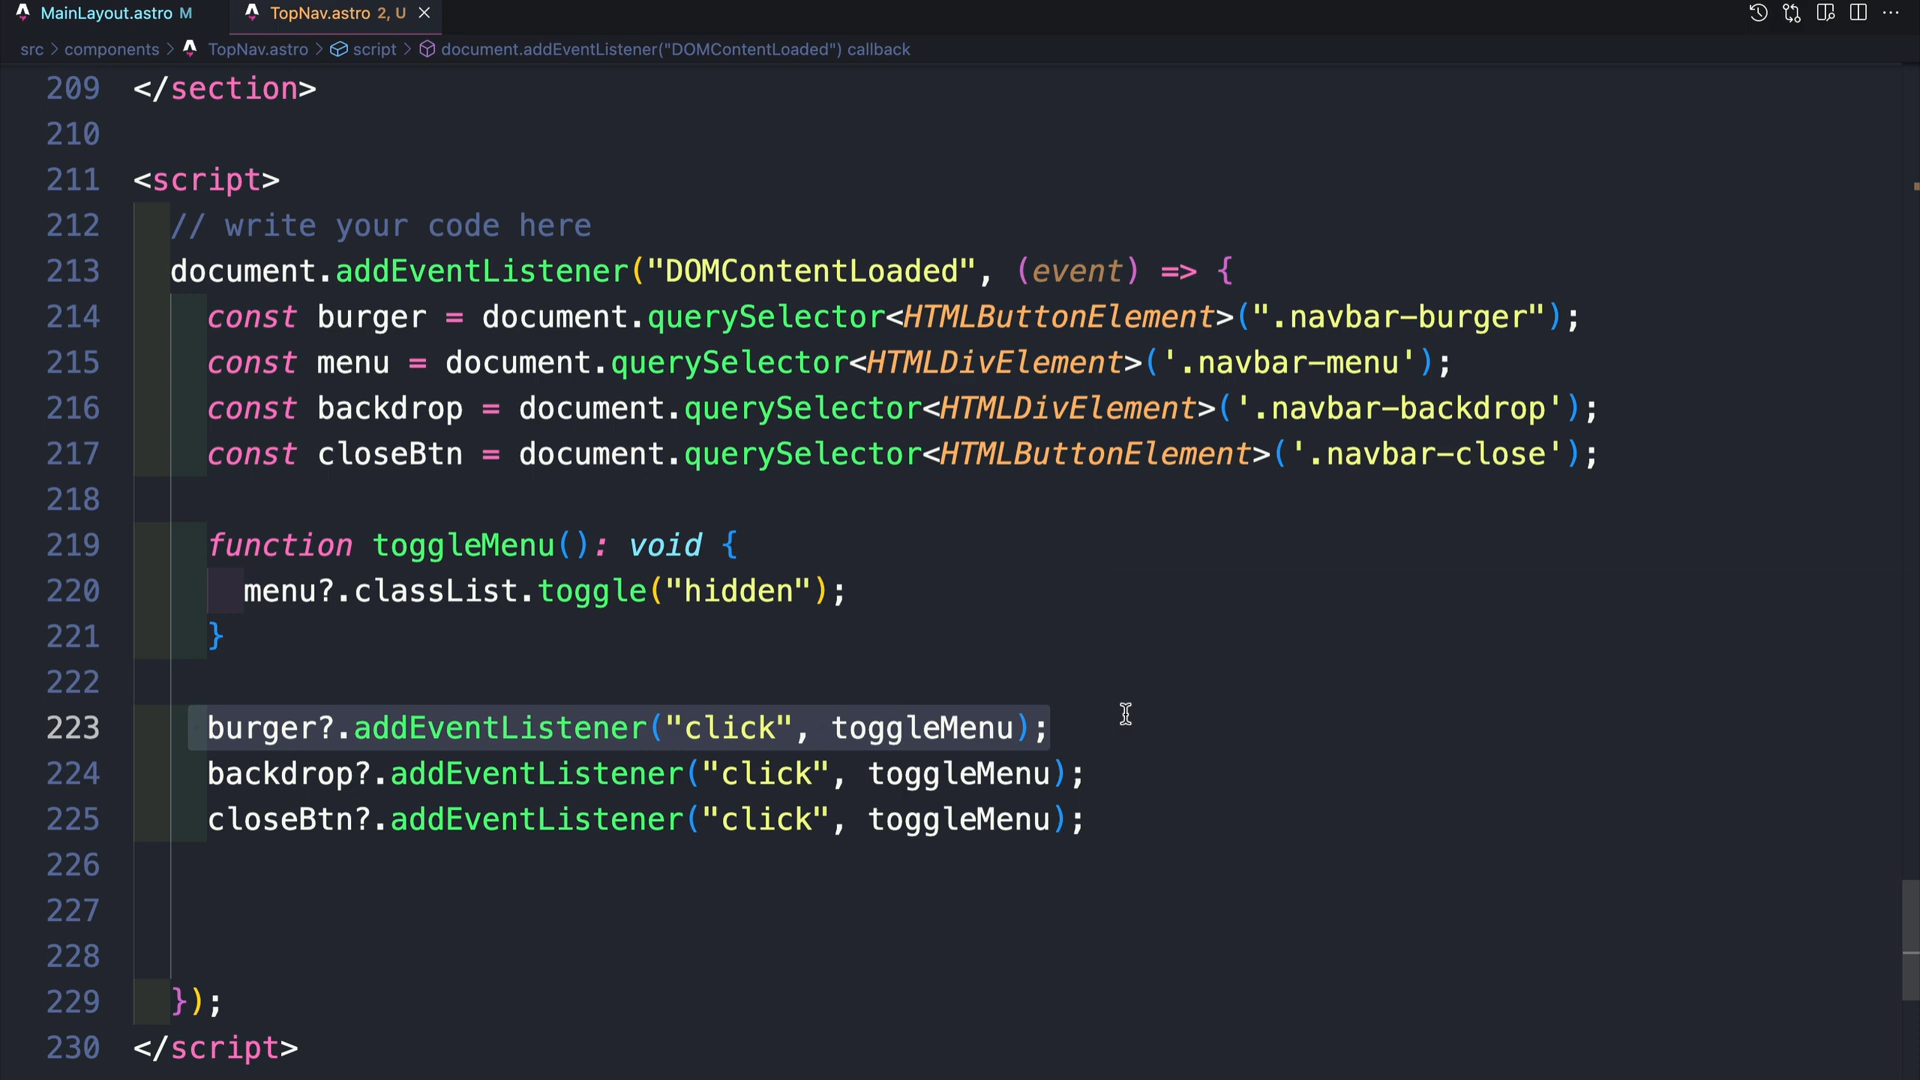 MainLayout.astro M TopNav.astro 2, U
src > components > TopNav.astro > script > document.addEventListener("DOMContentLoaded") callback
209 </section>
210
211 <script>
212 // write your code here
213 document.addEventListener("DOMContentLoaded", (event) => {
214 const burger = document.querySelector<HTMLButtonElement>(".navbar-burger");
215 const menu = document.querySelector<HTMLDivElement>('.navbar-menu');
216 const backdrop = document.querySelector<HTMLDivElement>('.navbar-backdrop');
217 const closeBtn = document.querySelector<HTMLButtonElement>('.navbar-close');
218
219 function toggleMenu(): void {
220 menu?.classList.toggle("hidden");
221 }
222
223 burger?.addEventListener("click", toggleMenu);
224 backdrop?.addEventListener("click", toggleMenu);
225 closeBtn?.addEventListener("click", toggleMenu);
226
227
228
229 });
230 </script>